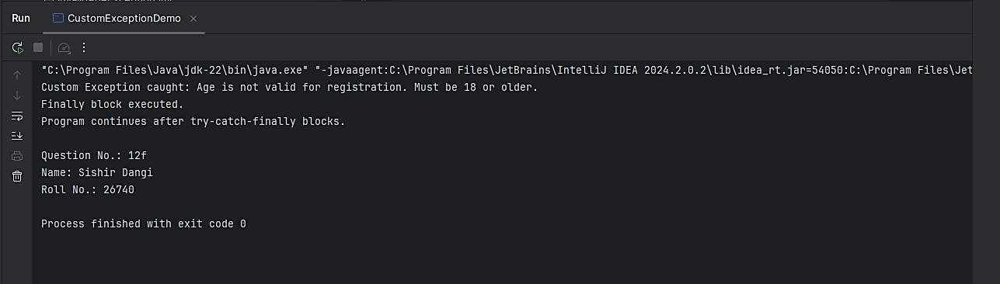 Run CustomExceptionDemo
"C:\Program Files\Java\jdk-22\bin\java.exe" "-javaagent:C:\Program Files\JetBrains\IntelliJ IDEA 2024.2.0.2\lib\idea_rt.jar=54050:C:\Program Files\Jet
Custom Exception caught: Age is not valid for registration. Must be 18 or older.
Finally block executed.
Program continues after try-catch-finally blocks.
Question No.: 12f
Name: Sishir Dangi
Roll No.: 26740
Process finished with exit code 0